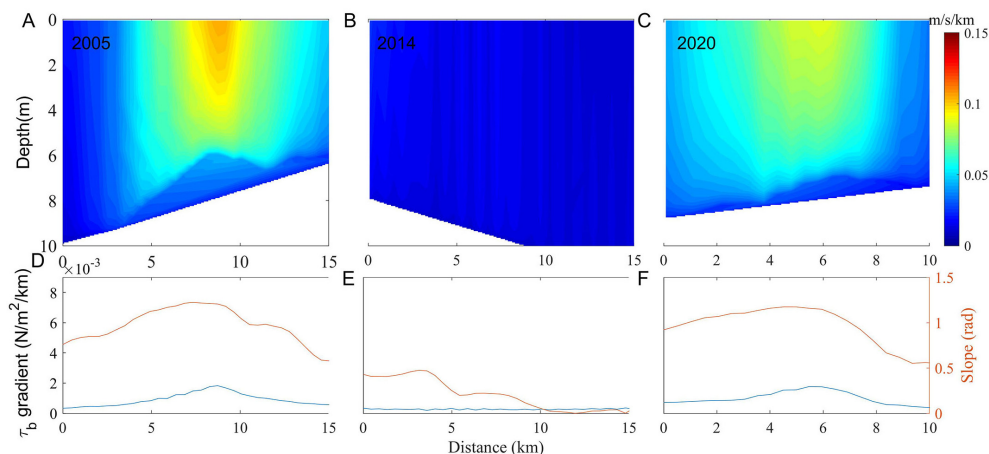 A B C m/s/km
2005 2014 2020
0 0.15
2
4 0.1
6
8 0.05
10 0
Depth(m)
0 5 10 15 0 5 10 15 0 2 4 6 8 10
D E F
×10⁻³
8 1.5
6
4 1
2 0.5
0 0
τb gradient (N/m²/km)
Slope (rad)
0 5 10 15 0 5 10 15 0 2 4 6 8 10
Distance (km)